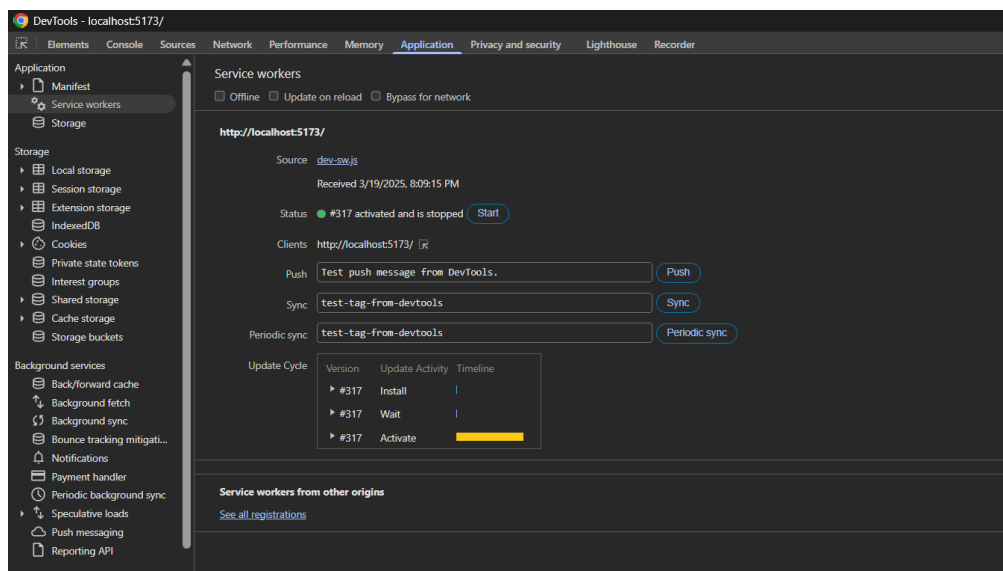 DevTools - localhost:5173/
Elements Console Sources Network Performance Memory Application Privacy and security Lighthouse Recorder
Application
Manifest
Service workers
Storage
Storage
Local storage
Session storage
Extension storage
IndexedDB
Cookies
Private state tokens
Interest groups
Shared storage
Cache storage
Storage buckets
Background services
Back/forward cache
Background fetch
Background sync
Bounce tracking mitigati...
Notifications
Payment handler
Periodic background sync
Speculative loads
Push messaging
Reporting API
Service workers
Offline Update on reload Bypass for network
http://localhost:5173/
Source dev-sw.js
Received 3/19/2025, 8:09:15 PM
Status #317 activated and is stopped Start
Clients http://localhost:5173/
Push Test push message from DevTools. Push
Sync test-tag-from-devtools Sync
Periodic sync test-tag-from-devtools Periodic sync
Update Cycle Version Update Activity Timeline
#317 Install
#317 Wait
#317 Activate
Service workers from other origins
See all registrations